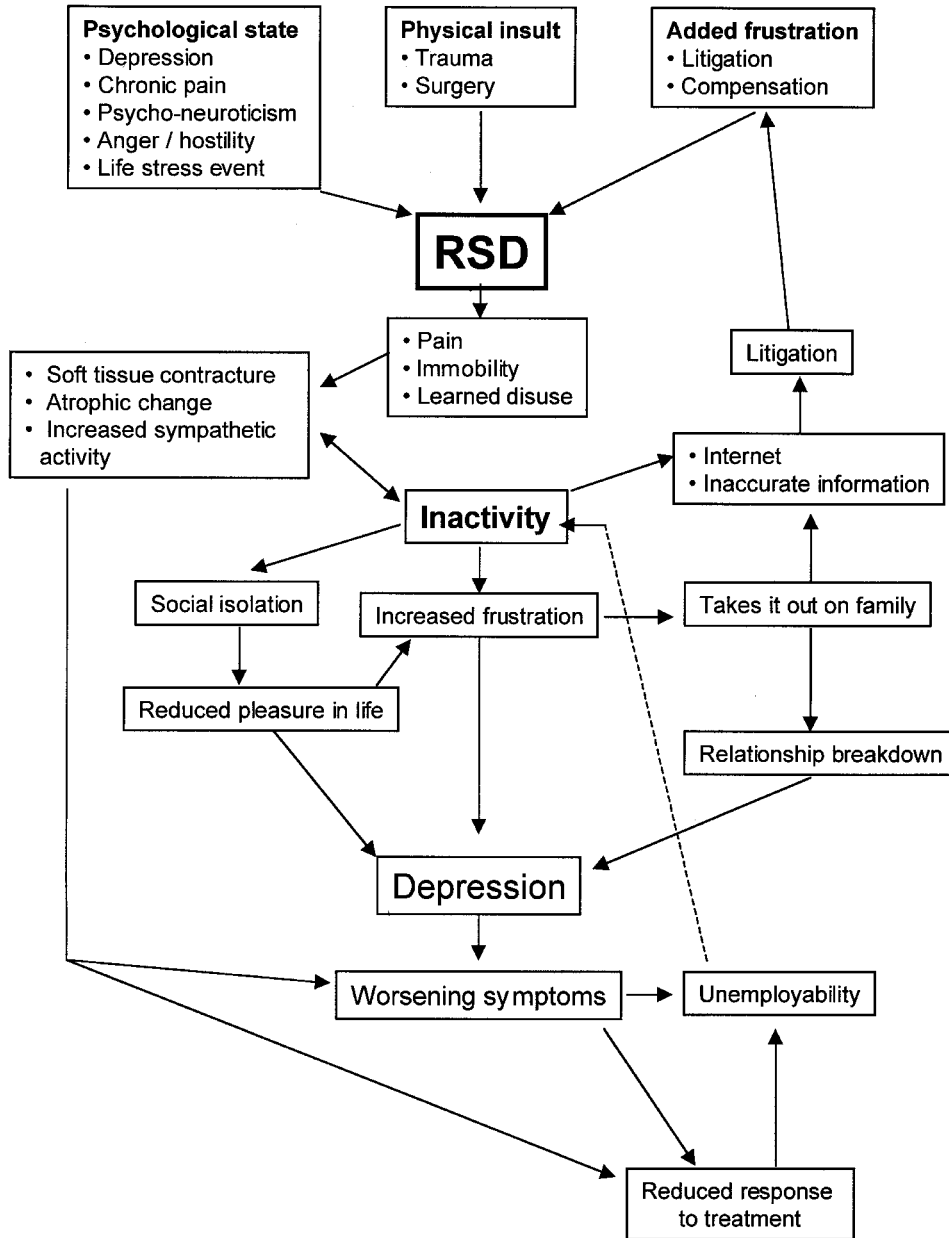 Psychological state
• Depression
• Chronic pain
• Psycho-neuroticism
• Anger / hostility
• Life stress event
Physical insult
• Trauma
• Surgery
Added frustration
• Litigation
• Compensation
RSD
• Pain
• Immobility
• Learned disuse
Litigation
• Soft tissue contracture
• Atrophic change
• Increased sympathetic
activity
• Internet
• Inaccurate information
Inactivity
Social isolation
Increased frustration
Takes it out on family
Reduced pleasure in life
Relationship breakdown
Depression
Worsening symptoms
Unemployability
Reduced response
to treatment